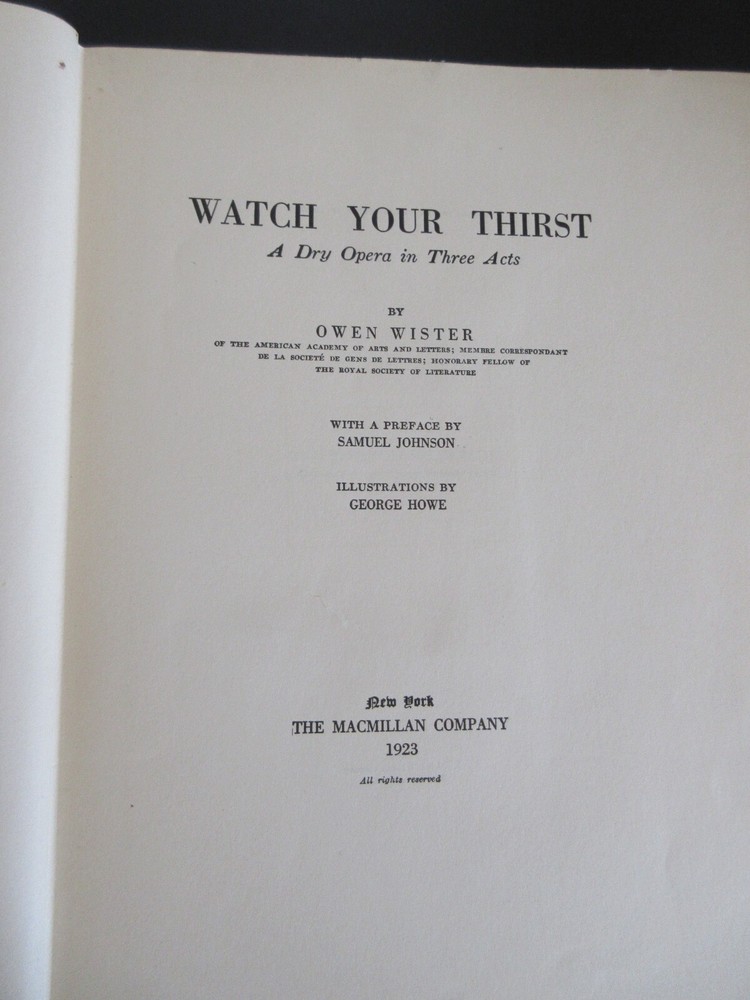 WATCH YOUR THIRST
A Dry Opera in Three Acts
BY
OWEN WISTER
OF THE AMERICAN ACADEMY OF ARTS AND LETTERS; MEMBRE CORRESPONDANT
DE LA SOCIETÉ DE GENS DE LETTRES; HONORARY FELLOW OF
THE ROYAL SOCIETY OF LITERATURE
WITH A PREFACE BY
SAMUEL JOHNSON
ILLUSTRATIONS BY
GEORGE HOWE
New York
THE MACMILLAN COMPANY
1923
All rights reserved